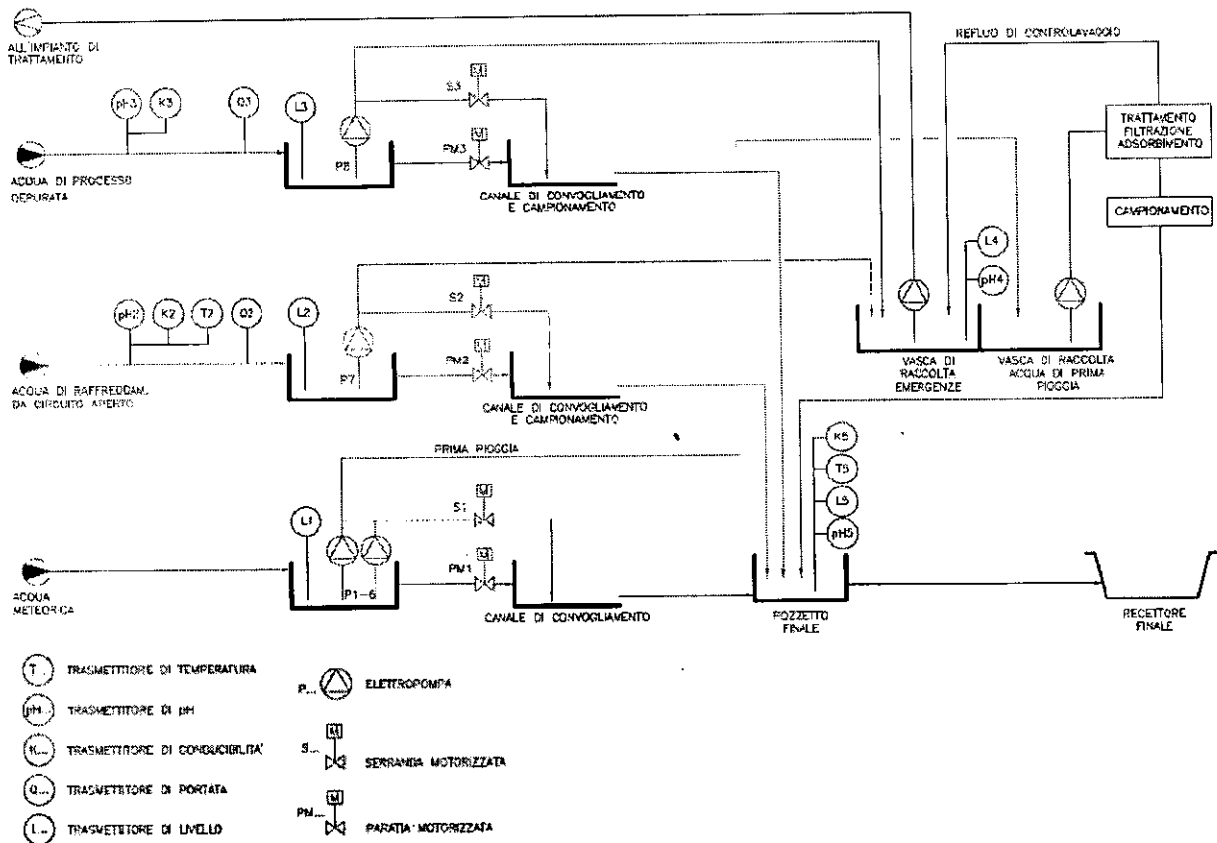 ALL'IMPIANTO DI
TRATTAMENTO
REFLUO DI CONTROLAVAGGIO
S3
M
pH3
K3
Q3
L3
P8
PM3
M
TRATTAMENTO
FILTRAZIONE
ADSORBIMENTO
ACQUA DI PROCESSO
DEPURATA
CANALE DI CONVOGLIAMENTO
E CAMPIONAMENTO
CAMPIONAMENTO
L4
pH4
S2
M
pH2
K2
T2
Q2
L2
P7
PM2
M
VASCA DI
RACCOLTA
EMERGENZE
VASCA DI RACCOLTA
ACQUA DI PRIMA
PIOGGIA
ACQUA DI RAFFREDDAM.
DA CIRCUITO APERTO
CANALE DI CONVOGLIAMENTO
E CAMPIONAMENTO
PRIMA PIOGGIA
K5
T5
L5
pH5
S1
M
L1
PM1
M
P1-6
ACQUA
METEORICA
CANALE DI CONVOGLIAMENTO
POZZETTO
FINALE
RECETTORE
FINALE
T... TRASMETTITORE DI TEMPERATURA
pH... TRASMETTITORE DI pH
K... TRASMETTITORE DI CONDUCIBILITA'
Q... TRASMETTITORE DI PORTATA
L... TRASMETTITORE DI LIVELLO
P... ELETTROPOMPA
M
S... SERRANDA MOTORIZZATA
M
PM... PARATIA MOTORIZZATA